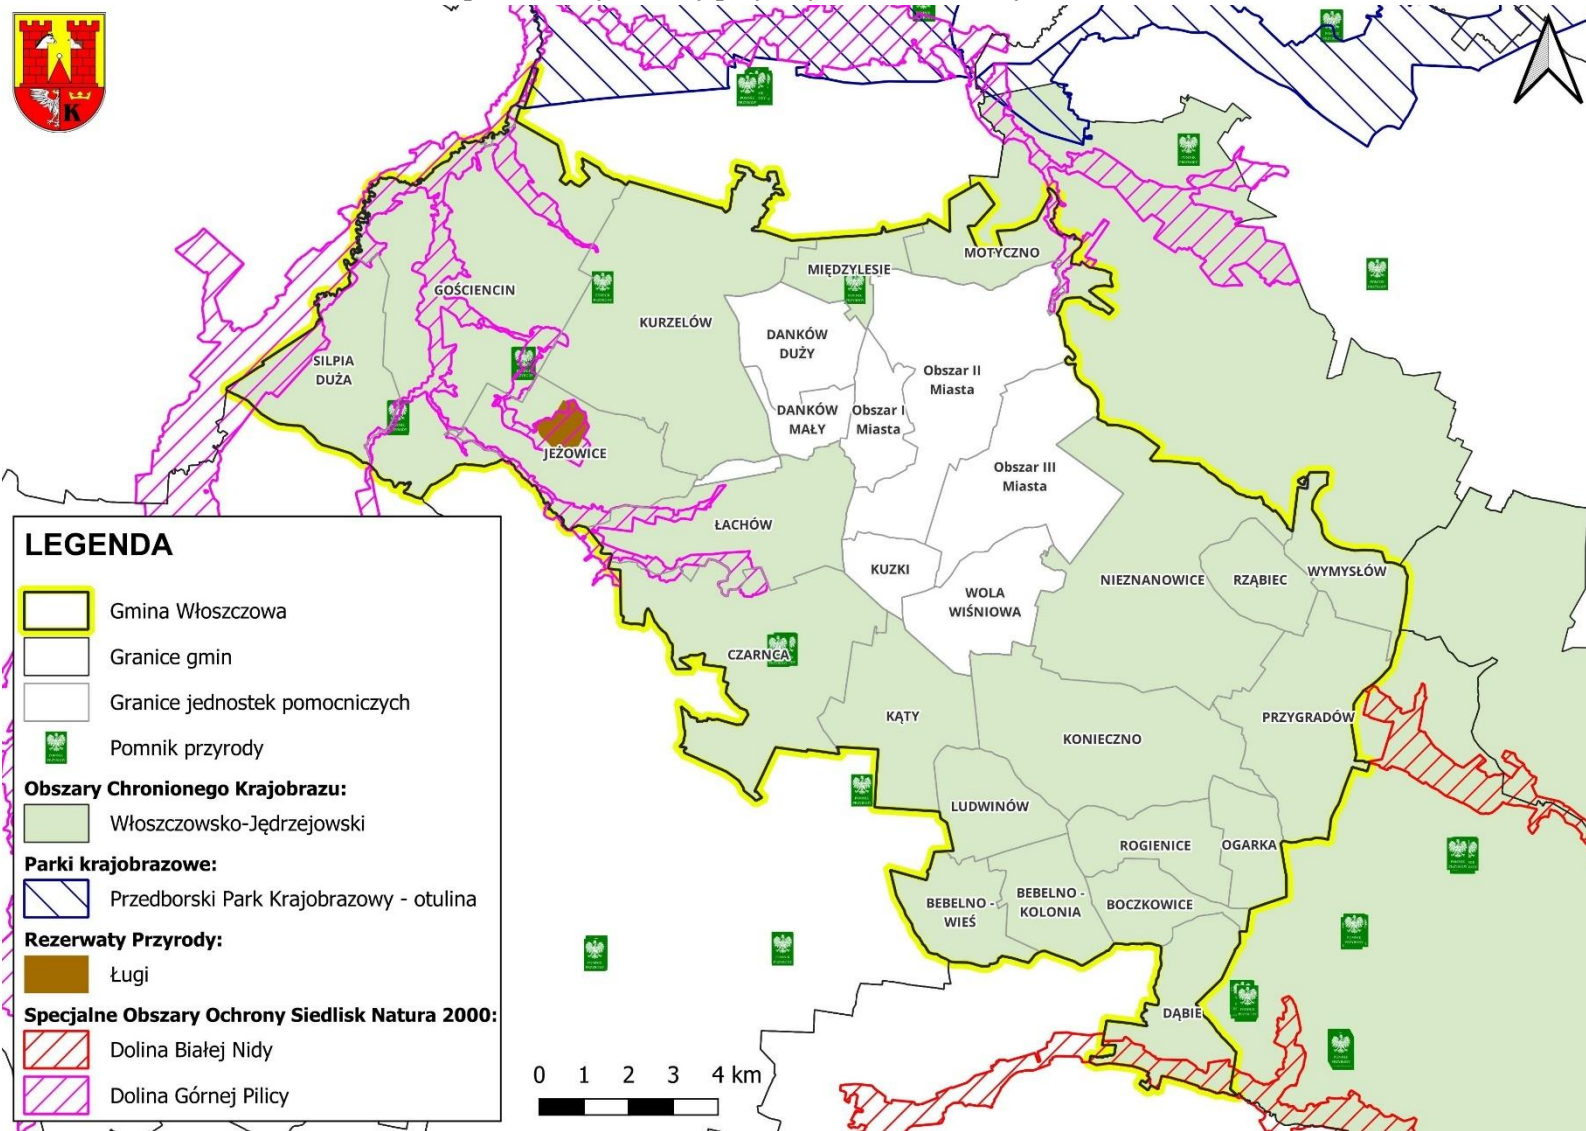 K
MOTYCZNO
MIĘDZYLESIE
GOŚCIENCIN
KURZELÓW
DANKÓW
DUŻY
SILPIA
DUŻA
Obszar II
Miasta
DANKÓW
MAŁY
Obszar I
Miasta
JEŻOWICE
Obszar III
Miasta
ŁACHÓW
KUZKI
WOLA
WIŚNIOWA
NIEZNANOWICE
RZĄBIEC
WYMYSŁÓW
CZARNCA
KĄTY
KONIECZNO
PRZYGRADÓW
LUDWINÓW
ROGIENICE
OGARKA
BEBELNO -
WIEŚ
BEBELNO -
KOLONIA
BOCZKOWICE
DĄBIE
LEGENDA
Gmina Włoszczowa
Granice gmin
Granice jednostek pomocniczych
Pomnik przyrody
Obszary Chronionego Krajobrazu:
Włoszczowsko-Jędrzejowski
Parki krajobrazowe:
Przedborski Park Krajobrazowy - otulina
Rezerwaty Przyrody:
Ługi
Specjalne Obszary Ochrony Siedlisk Natura 2000:
Dolina Białej Nidy
Dolina Górnej Pilicy
0 1 2 3 4 km